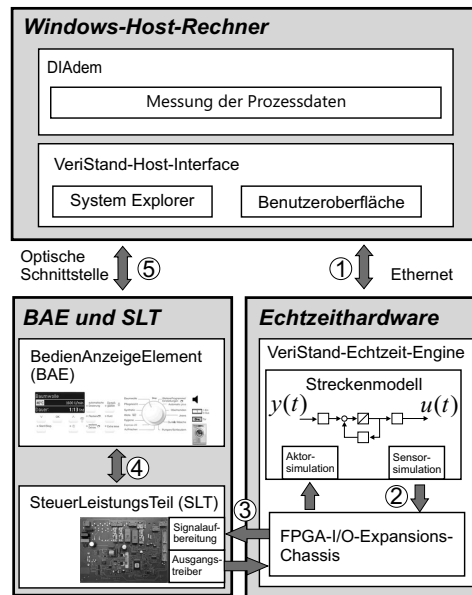 Windows-Host-Rechner
DIAdem
Messung der Prozessdaten
VeriStand-Host-Interface
System Explorer
Benutzeroberfläche
Optische
Schnittstelle
⑤
①
Ethernet
BAE und SLT
BedienAnzeigeElement
(BAE)
Baumwolle
④
SteuerLeistungsTeil (SLT)
Signalauf-
bereitung
Ausgangs-
treiber
③
Echtzeithardware
VeriStand-Echtzeit-Engine
Streckenmodell
y(t)
u(t)
Aktor-
simulation
Sensor-
simulation
②
FPGA-I/O-Expansions-
Chassis